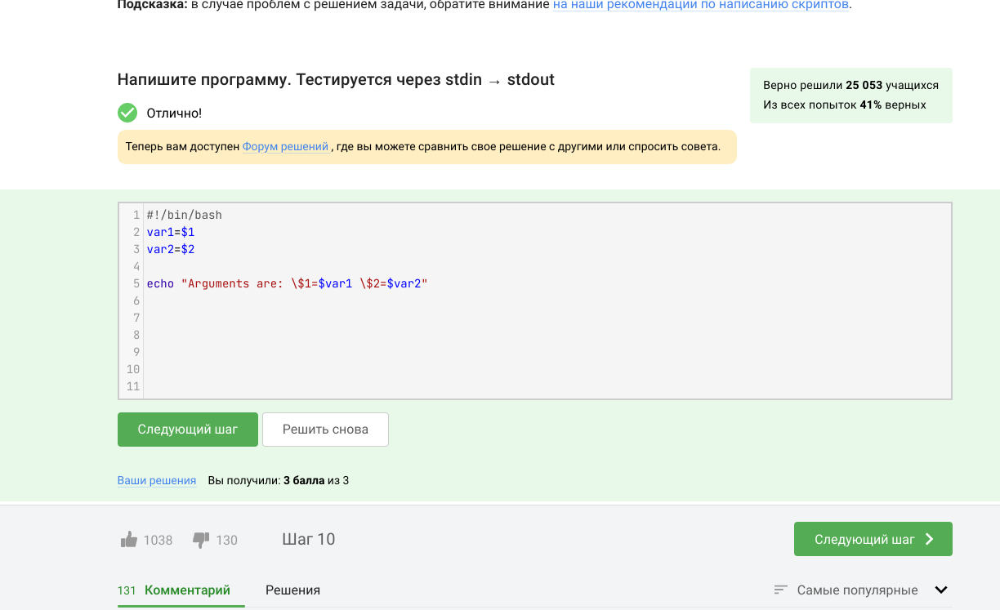 Подсказка: в случае проблем с решением задачи, обратите внимание на наши рекомендации по написанию скриптов.
Напишите программу. Тестируется через stdin → stdout
Верно решили 25 053 учащихся
Из всех попыток 41% верных
Отлично!
Теперь вам доступен Форум решений , где вы можете сравнить свое решение с другими или спросить совета.
1 #!/bin/bash
2 var1=$1
3 var2=$2
4
5 echo "Arguments are: \$1=$var1 \$2=$var2"
6
7
8
9
10
11
Следующий шаг Решить снова
Ваши решения Вы получили: 3 балла из 3
1038 130 Шаг 10 Следующий шаг
131 Комментарий Решения Самые популярные